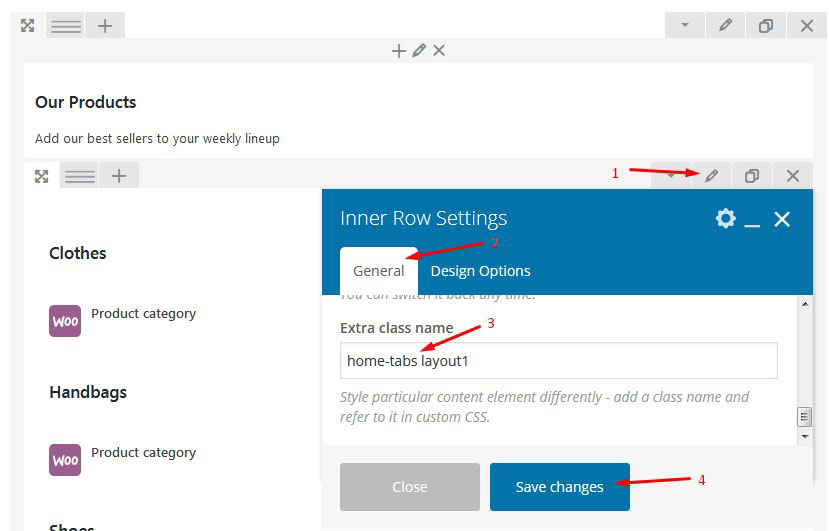 Our Products
Add our best sellers to your weekly lineup
1
Inner Row Settings
2
General
Design Options
Clothes
You can switch it back any time.
WOO
Product category
Extra class name
3
home-tabs layout1
Handbags
Style particular content element differently - add a class name and
refer to it in custom CSS.
WOO
Product category
Close
Save changes
4
Shoes